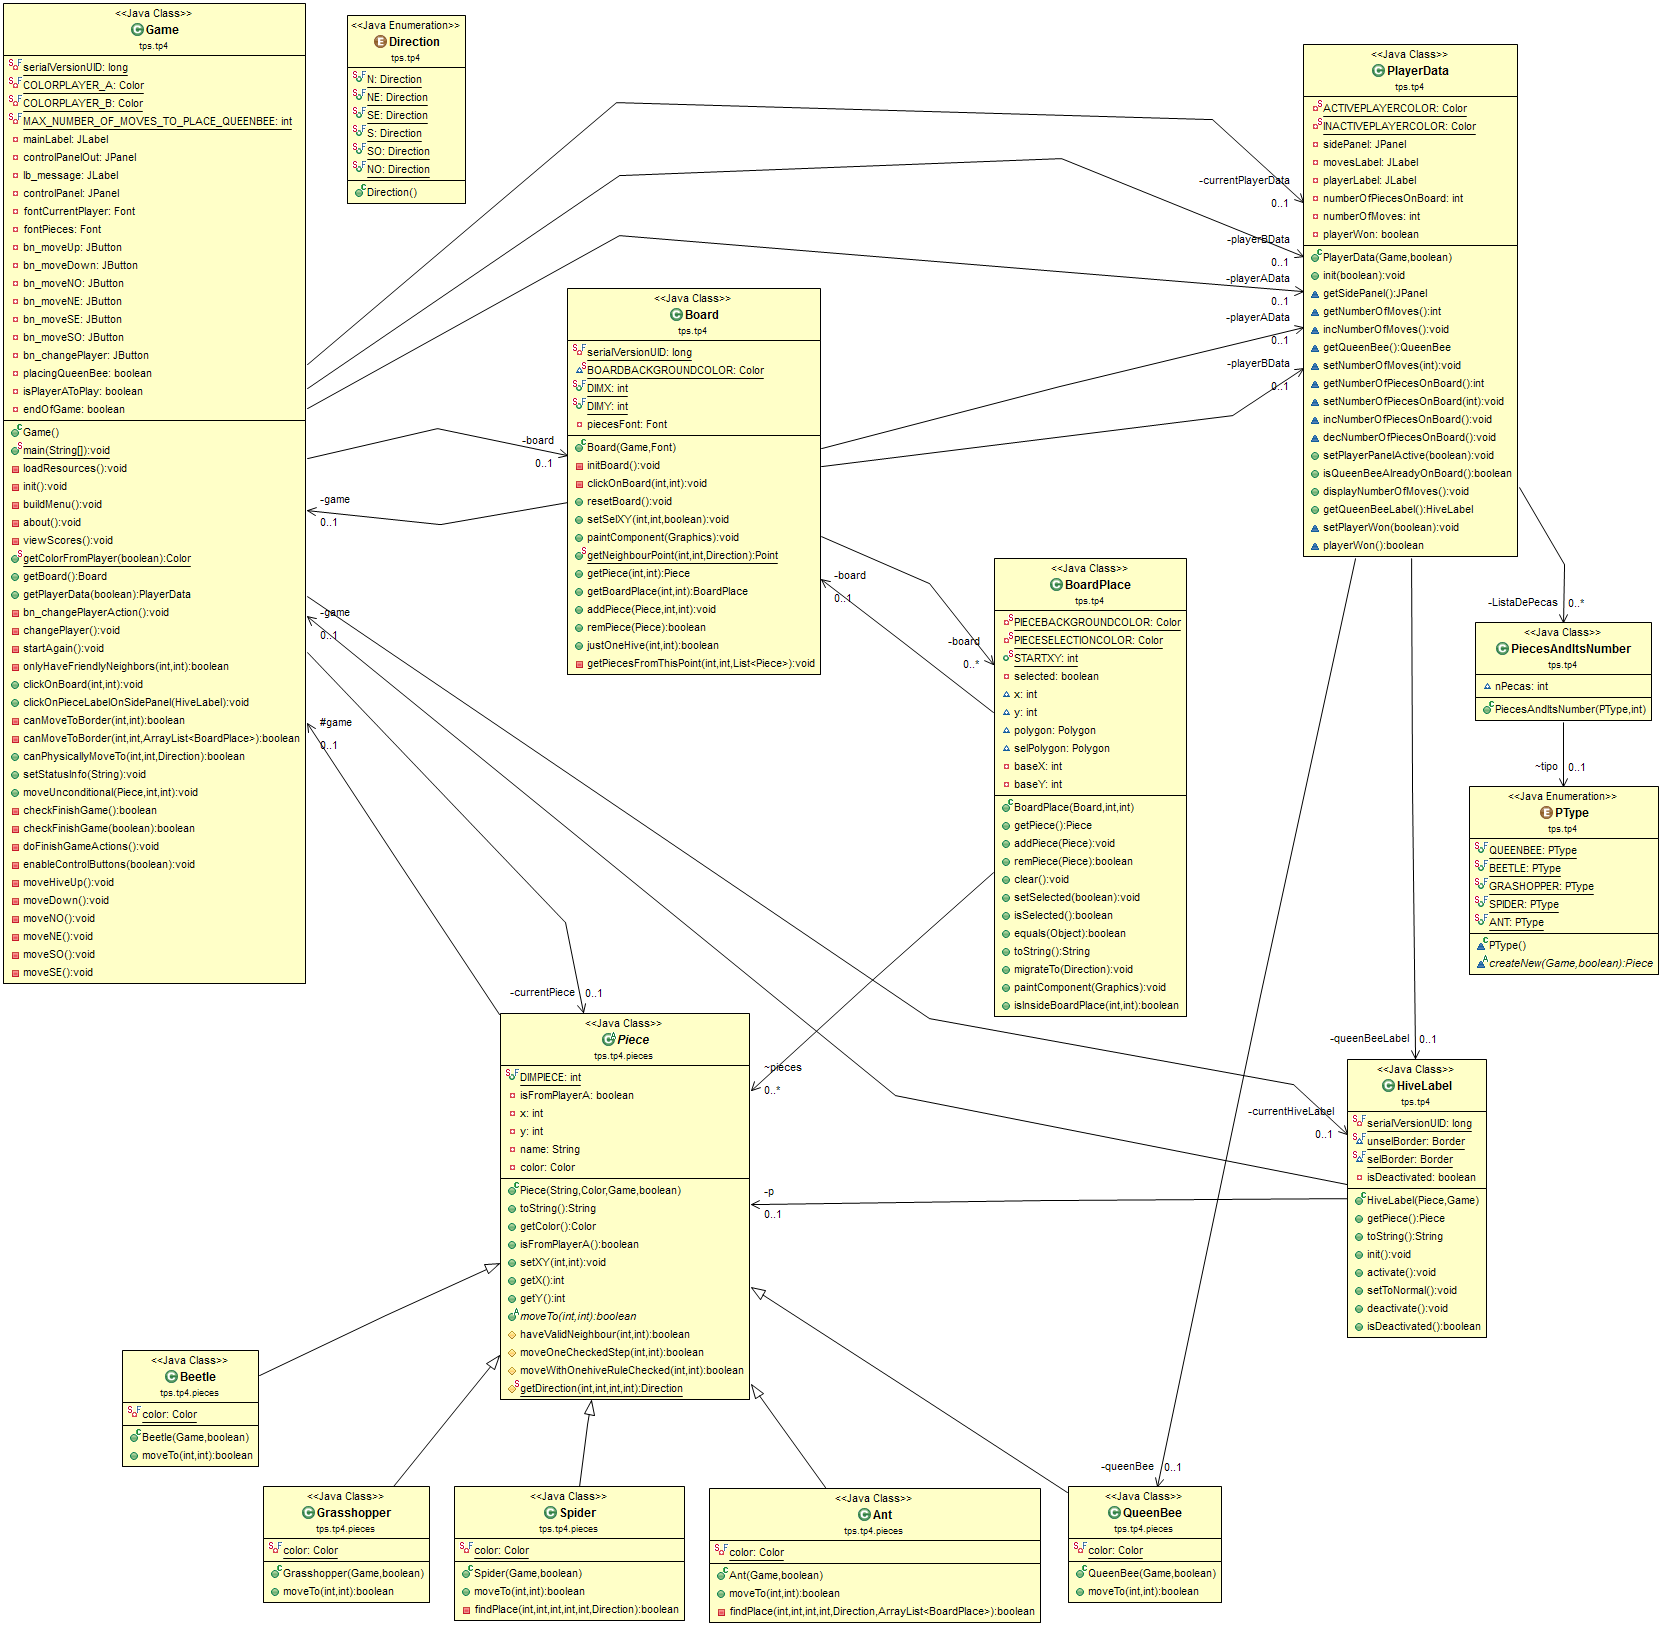 <<Java Class>>
Game
tps.tp4
serialVersionUID: long
COLORPLAYER_A: Color
COLORPLAYER_B: Color
MAX_NUMBER_OF_MOVES_TO_PLACE_QUEENBEE: int
mainLabel: JLabel
controlPanelOut: JPanel
lb_message: JLabel
controlPanel: JPanel
fontCurrentPlayer: Font
fontPieces: Font
bn_moveUp: JButton
bn_moveDown: JButton
bn_moveNO: JButton
bn_moveNE: JButton
bn_moveSE: JButton
bn_moveSO: JButton
bn_changePlayer: JButton
placingQueenBee: boolean
isPlayerAToPlay: boolean
endOfGame: boolean
Game()
main(String[]):void
loadResources():void
init():void
buildMenu():void
about():void
viewScores():void
getColorFromPlayer(boolean):Color
getBoard():Board
getPlayerData(boolean):PlayerData
bn_changePlayerAction():void
changePlayer():void
startAgain():void
onlyHaveFriendlyNeighbors(int,int):boolean
clickOnBoard(int,int):void
clickOnPieceLabelOnSidePanel(HiveLabel):void
canMoveToBorder(int,int):boolean
canMoveToBorder(int,int,ArrayList<BoardPlace>):boolean
canPhysicallyMoveTo(int,int,Direction):boolean
setStatusInfo(String):void
moveUnconditional(Piece,int,int):void
checkFinishGame():boolean
checkFinishGame(boolean):boolean
doFinishGameActions():void
enableControlButtons(boolean):void
moveHiveUp():void
moveDown():void
moveNO():void
moveNE():void
moveSO():void
moveSE():void
<<Java Enumeration>>
Direction
tps.tp4
N: Direction
NE: Direction
SE: Direction
S: Direction
SO: Direction
NO: Direction
Direction()
<<Java Class>>
PlayerData
tps.tp4
ACTIVEPLAYERCOLOR: Color
INACTIVEPLAYERCOLOR: Color
sidePanel: JPanel
movesLabel: JLabel
playerLabel: JLabel
numberOfPiecesOnBoard: int
numberOfMoves: int
playerWon: boolean
PlayerData(Game,boolean)
init(boolean):void
getSidePanel():JPanel
getNumberOfMoves():int
incNumberOfMoves():void
getQueenBee():QueenBee
setNumberOfMoves(int):void
getNumberOfPiecesOnBoard():int
setNumberOfPiecesOnBoard(int):void
incNumberOfPiecesOnBoard():void
decNumberOfPiecesOnBoard():void
setPlayerPanelActive(boolean):void
isQueenBeeAlreadyOnBoard():boolean
displayNumberOfMoves():void
getQueenBeeLabel():HiveLabel
setPlayerWon(boolean):void
playerWon():boolean
-currentPlayerData
0..1
-playerBData
0..1
-playerAData
0..1
-playerAData
0..1
-playerBData
0..1
<<Java Class>>
Board
tps.tp4
serialVersionUID: long
BOARDBACKGROUNDCOLOR: Color
DIMX: int
DIMY: int
piecesFont: Font
Board(Game,Font)
initBoard():void
clickOnBoard(int,int):void
resetBoard():void
setSelXY(int,int,boolean):void
paintComponent(Graphics):void
getNeighbourPoint(int,int,Direction):Point
getPiece(int,int):Piece
getBoardPlace(int,int):BoardPlace
addPiece(Piece,int,int):void
remPiece(Piece):boolean
justOneHive(int,int):boolean
getPiecesFromThisPoint(int,int,List<Piece>):void
-board
0..1
-game
0..1
-game
0..1
#game
0..1
-board
0..1
-board
0..*
<<Java Class>>
BoardPlace
tps.tp4
PIECEBACKGROUNDCOLOR: Color
PIECESELECTIONCOLOR: Color
STARTXY: int
selected: boolean
x: int
y: int
polygon: Polygon
selPolygon: Polygon
baseX: int
baseY: int
BoardPlace(Board,int,int)
getPiece():Piece
addPiece(Piece):void
remPiece(Piece):boolean
clear():void
setSelected(boolean):void
isSelected():boolean
equals(Object):boolean
toString():String
migrateTo(Direction):void
paintComponent(Graphics):void
isInsideBoardPlace(int,int):boolean
-ListaDePecas
0..*
<<Java Class>>
PiecesAndItsNumber
tps.tp4
nPecas: int
PiecesAndItsNumber(PType,int)
~tipo
0..1
<<Java Enumeration>>
PType
tps.tp4
QUEENBEE: PType
BEETLE: PType
GRASHOPPER: PType
SPIDER: PType
ANT: PType
PType()
createNew(Game,boolean):Piece
-currentPiece
0..1
~pieces
0..*
-p
0..1
-queenBeeLabel
0..1
-currentHiveLabel
0..1
<<Java Class>>
Piece
tps.tp4.pieces
DIMPIECE: int
isFromPlayerA: boolean
x: int
y: int
name: String
color: Color
Piece(String,Color,Game,boolean)
toString():String
getColor():Color
isFromPlayerA():boolean
setXY(int,int):void
getX():int
getY():int
moveTo(int,int):boolean
haveValidNeighbour(int,int):boolean
moveOneCheckedStep(int,int):boolean
moveWithOnehiveRuleChecked(int,int):boolean
getDirection(int,int,int,int):Direction
<<Java Class>>
HiveLabel
tps.tp4
serialVersionUID: long
unselBorder: Border
selBorder: Border
isDeactivated: boolean
HiveLabel(Piece,Game)
getPiece():Piece
toString():String
init():void
activate():void
setToNormal():void
deactivate():void
isDeactivated():boolean
<<Java Class>>
Beetle
tps.tp4.pieces
color: Color
Beetle(Game,boolean)
moveTo(int,int):boolean
-queenBee
0..1
<<Java Class>>
Grasshopper
tps.tp4.pieces
color: Color
Grasshopper(Game,boolean)
moveTo(int,int):boolean
<<Java Class>>
Spider
tps.tp4.pieces
color: Color
Spider(Game,boolean)
moveTo(int,int):boolean
findPlace(int,int,int,int,int,Direction):boolean
<<Java Class>>
Ant
tps.tp4.pieces
color: Color
Ant(Game,boolean)
moveTo(int,int):boolean
findPlace(int,int,int,int,Direction,ArrayList<BoardPlace>):boolean
<<Java Class>>
QueenBee
tps.tp4.pieces
color: Color
QueenBee(Game,boolean)
moveTo(int,int):boolean